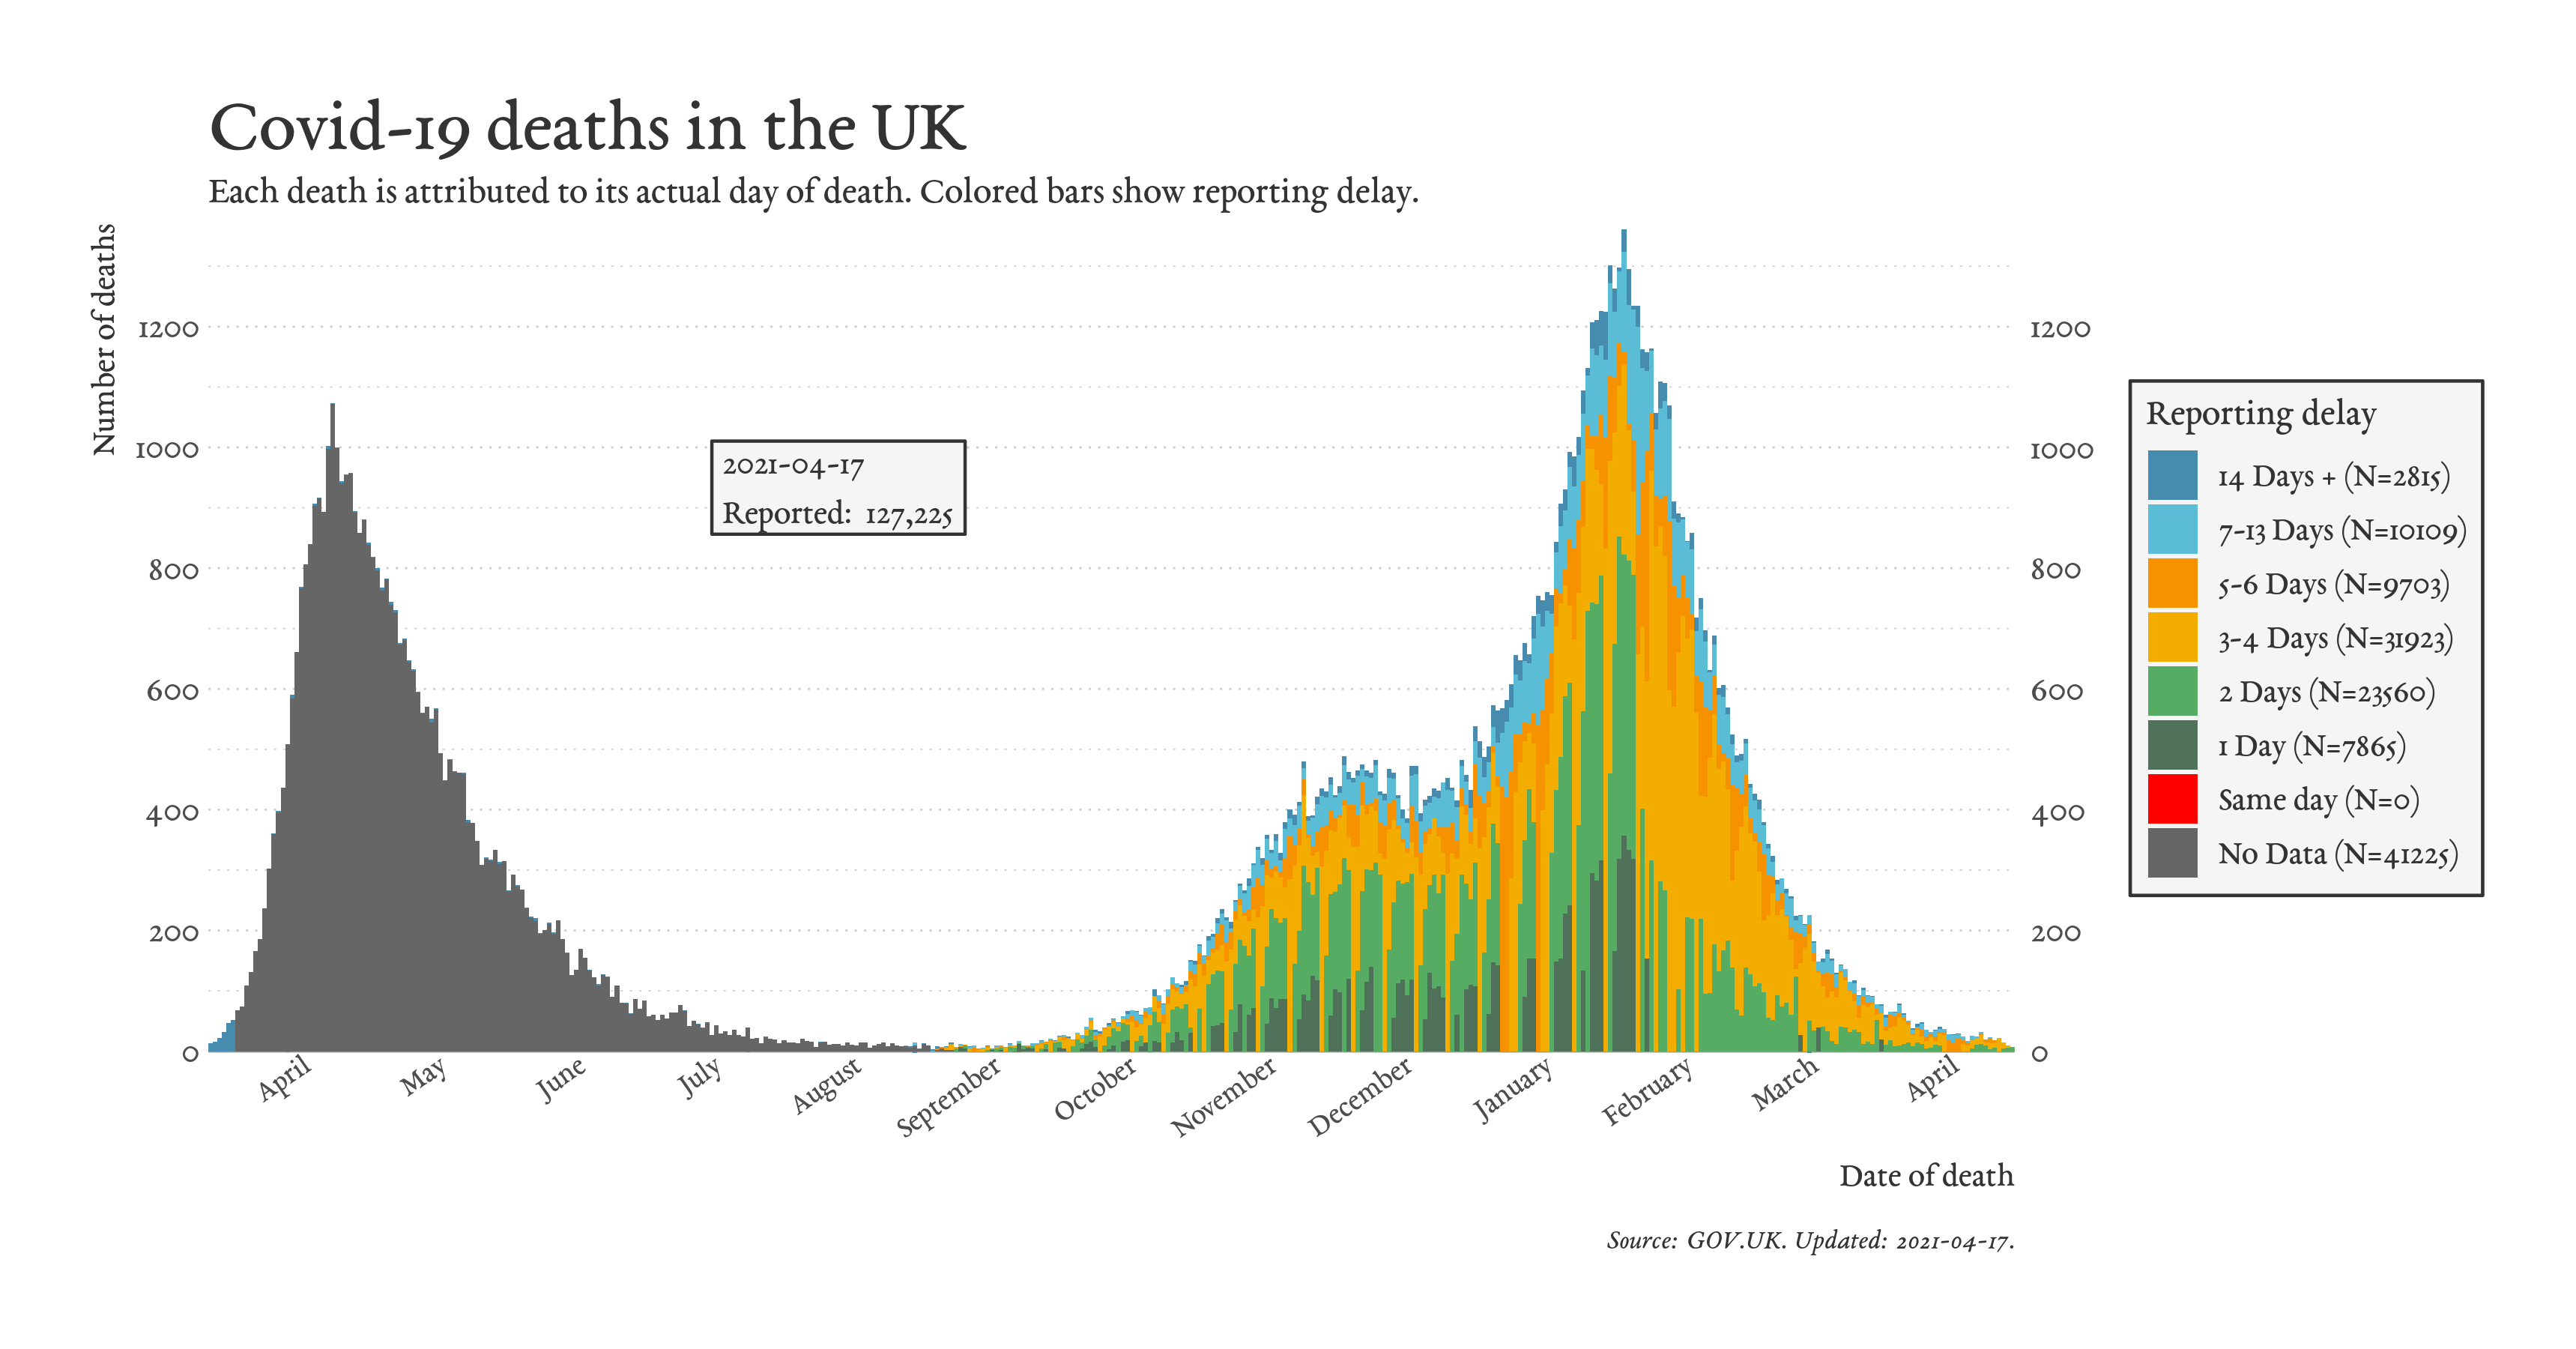 Covid-19 deaths in the UK
Each death is attributed to its actual day of death. Colored bars show reporting delay.
Number of deaths
1200
1000
800
600
400
200
0
2021-04-17
Reported: 127,225
1200
1000
800
600
400
200
0
April
May
June
July
August
September
October
November
December
January
February
March
April
Date of death
Reporting delay
14 Days + (N=2815)
7-13 Days (N=10109)
5-6 Days (N=9703)
3-4 Days (N=31923)
2 Days (N=23560)
1 Day (N=7865)
Same day (N=0)
No Data (N=41225)
Source: GOV.UK. Updated: 2021-04-17.